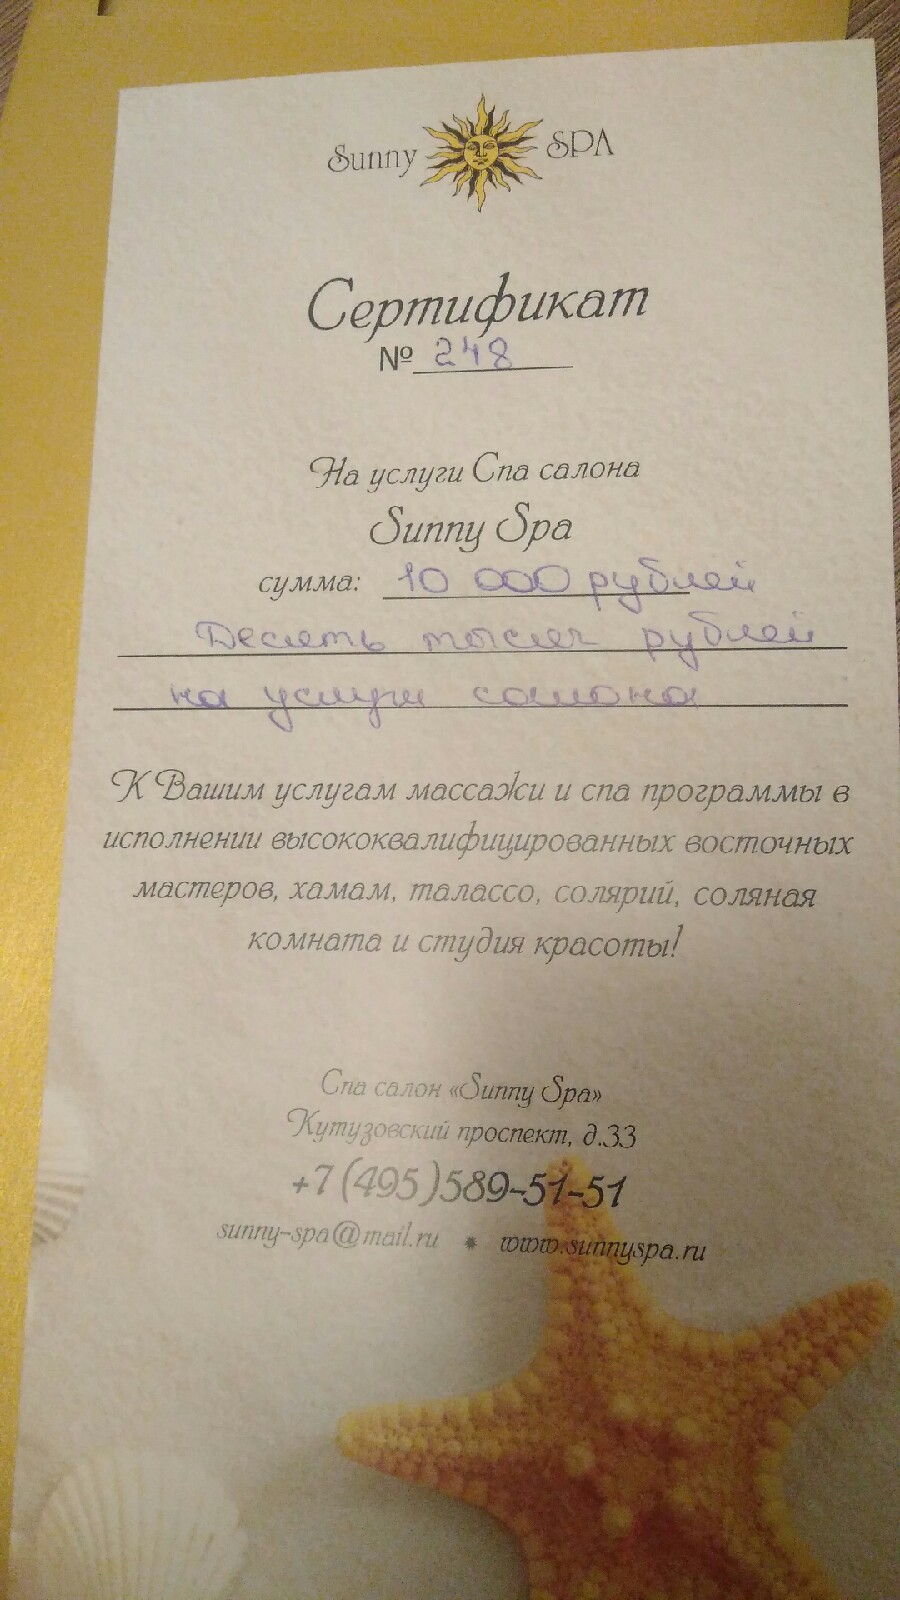 Sunny SPA
Сертификат
№ 248
На услуги Спа салона
Sunny Spa
сумма: 10 000 рублей
Десять тысяч рублей
на услуги салона
К Вашим услугам массажи и спа программы в
исполнении высококвалифицированных восточных
мастеров, хамам, талассо, солярий, соляная
комната и студия красоты!
Спа салон «Sunny Spa»
Кутузовский проспект, д.33
+7(495)589-51-51
sunny-spa@mail.ru * www.sunnyspa.ru